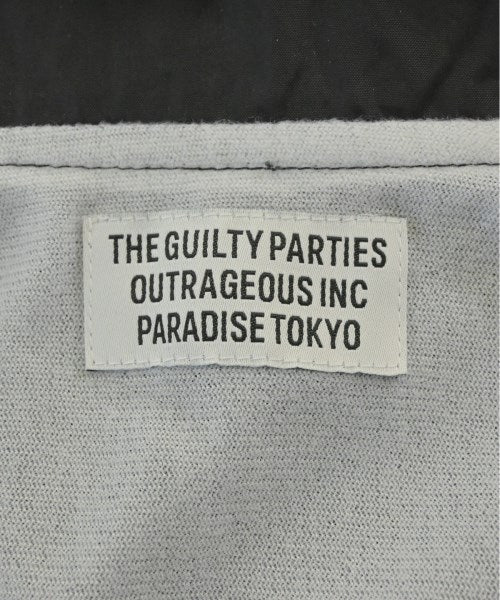 THE GUILTY PARTIES
OUTRAGEOUS INC
PARADISE TOKYO